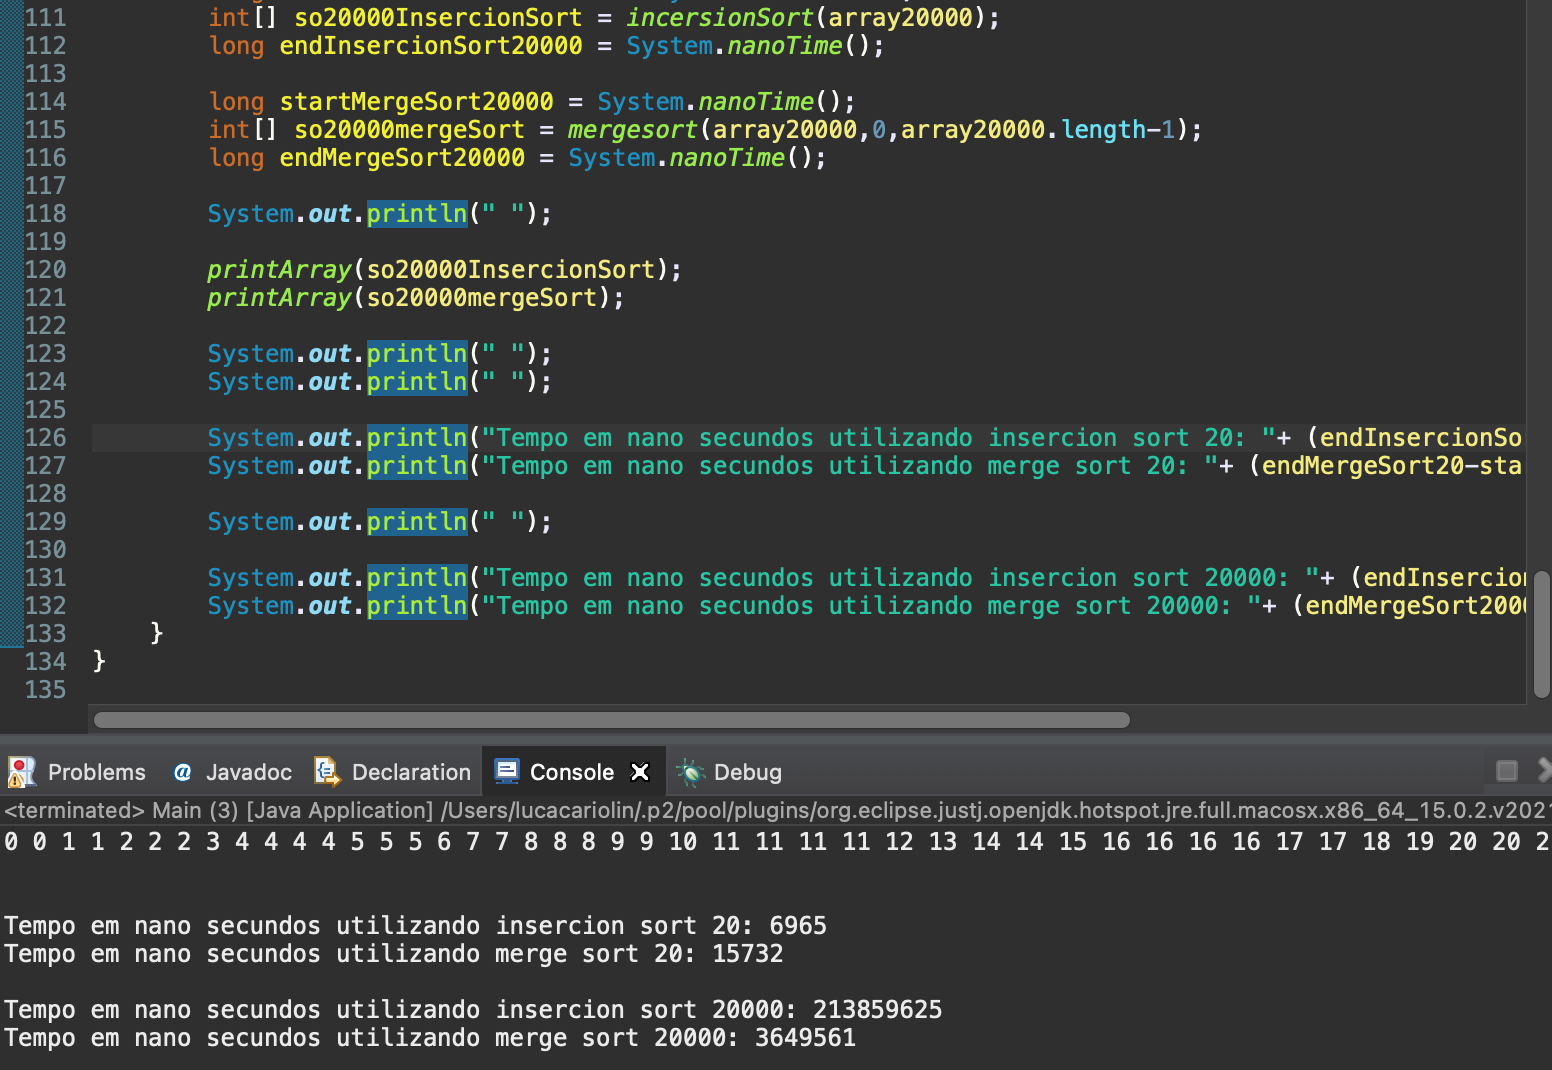 111 int[] so20000InsercionSort = incersionSort(array20000);
112 long endInsercionSort20000 = System.nanoTime();
113
114 long startMergeSort20000 = System.nanoTime();
115 int[] so20000mergeSort = mergesort(array20000,0,array20000.length-1);
116 long endMergeSort20000 = System.nanoTime();
117
118 System.out.println(" ");
119
120 printArray(so20000InsercionSort);
121 printArray(so20000mergeSort);
122
123 System.out.println(" ");
124 System.out.println(" ");
125
126 System.out.println("Tempo em nano secundos utilizando insercion sort 20: "+ (endInsercionSo
127 System.out.println("Tempo em nano secundos utilizando merge sort 20: "+ (endMergeSort20-sta
128
129 System.out.println(" ");
130
131 System.out.println("Tempo em nano secundos utilizando insercion sort 20000: "+ (endInsercion
132 System.out.println("Tempo em nano secundos utilizando merge sort 20000: "+ (endMergeSort2000
133 }
134 }
135
Problems @ Javadoc Declaration Console Debug
<terminated> Main (3) [Java Application] /Users/lucacariolin/.p2/pool/plugins/org.eclipse.justj.openjdk.hotspot.jre.full.macosx.x86_64_15.0.2.v2021
0 0 1 1 2 2 2 3 4 4 4 4 5 5 5 6 7 7 8 8 8 9 9 10 11 11 11 11 12 13 14 14 15 16 16 16 16 17 17 18 19 20 20 2
Tempo em nano secundos utilizando insercion sort 20: 6965
Tempo em nano secundos utilizando merge sort 20: 15732
Tempo em nano secundos utilizando insercion sort 20000: 213859625
Tempo em nano secundos utilizando merge sort 20000: 3649561